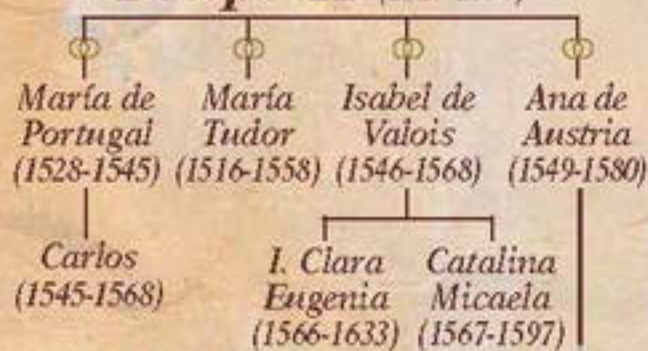 María de María Isabel de Ana de
Portugal Tudor Valois Austria
(1528-1545) (1516-1558) (1546-1568) (1549-1580)
Carlos I. Clara Catalina
(1545-1568) Eugenia Micaela
(1566-1633) (1567-1597)